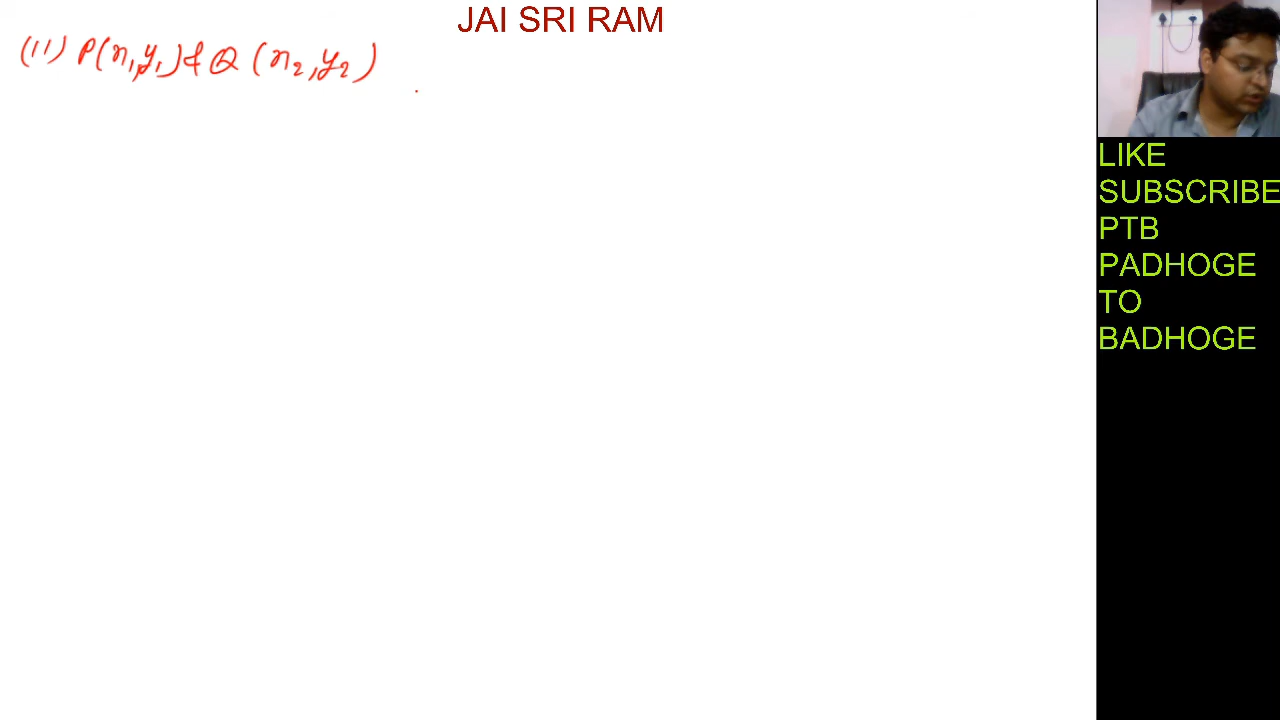 JAI SRI RAM
(11) P(x₁,y₁) & Q (x₂,y₂)
LIKE
SUBSCRIBE
PTB
PADHOGE
TO
BADHOGE